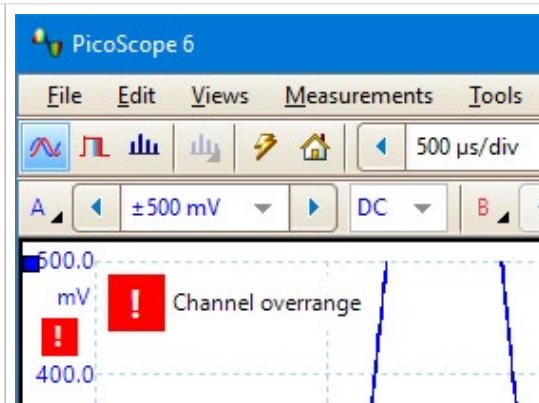 PicoScope 6
File Edit Views Measurements Tools
500 µs/div
A ±500 mV DC B
500.0
mV
! Channel overrange
!
400.0